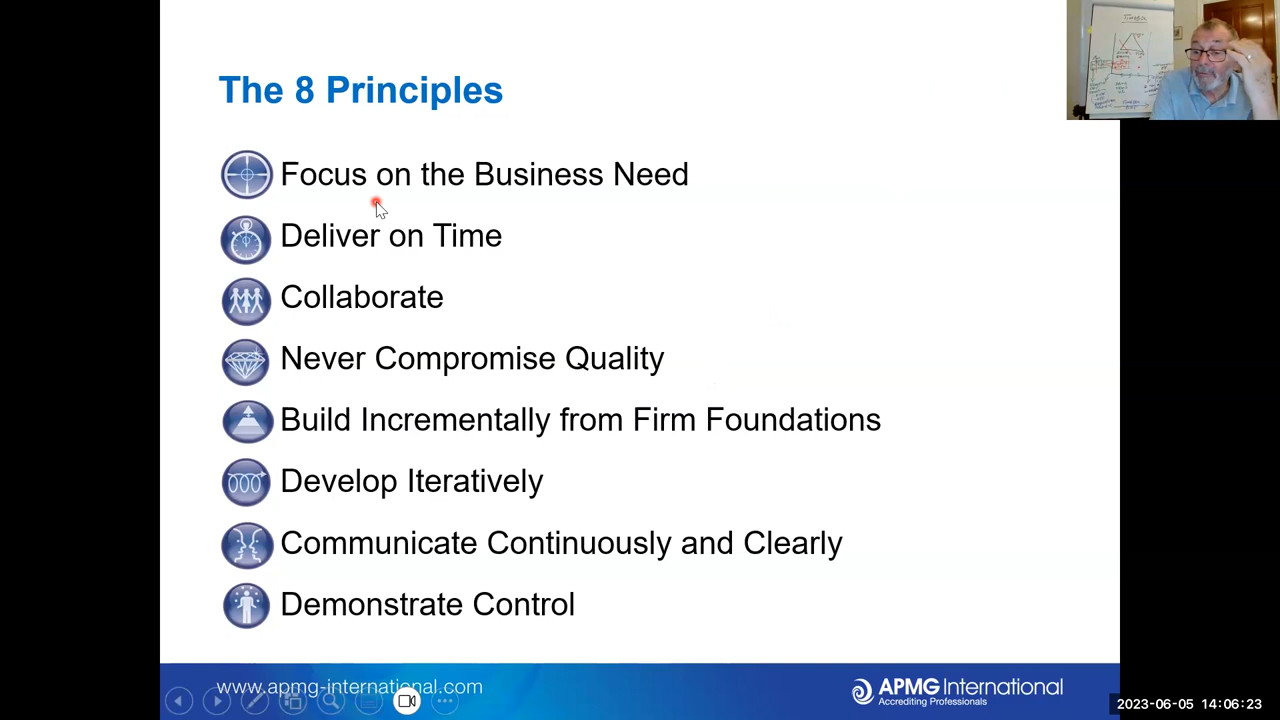 The 8 Principles
Focus on the Business Need
Deliver on Time
Collaborate
Never Compromise Quality
Build Incrementally from Firm Foundations
Develop Iteratively
Communicate Continuously and Clearly
Demonstrate Control
www.apmg-international.com
APMG International
Accrediting Professionals
2023-06-05 14:06:23